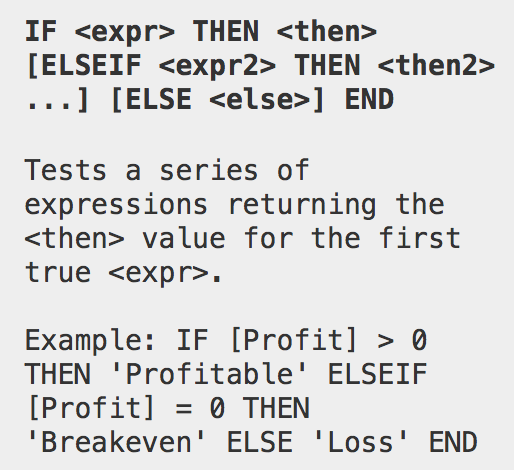 IF <expr> THEN <then>
[ELSEIF <expr2> THEN <then2>
...] [ELSE <else>] END
Tests a series of
expressions returning the
<then> value for the first
true <expr>.
Example: IF [Profit] > 0
THEN 'Profitable' ELSEIF
[Profit] = 0 THEN
'Breakeven' ELSE 'Loss' END